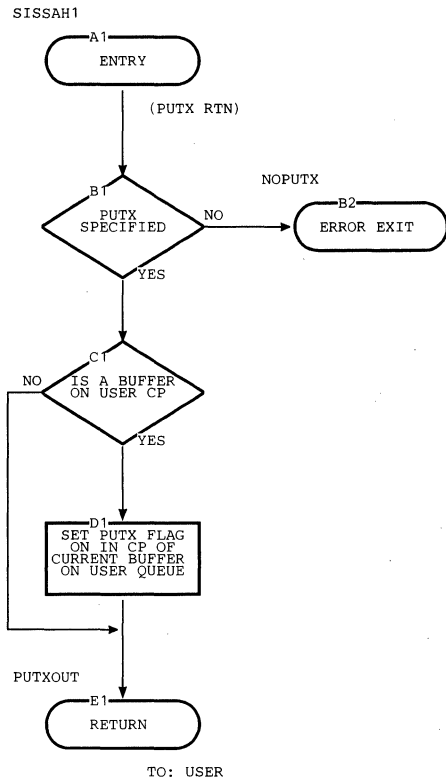 SISSAH1
A1
ENTRY
(PUTX RTN)
B1
PUTX
SPECIFIED
NO
YES
NOPUTX
B2
ERROR EXIT
C1
NO
IS A BUFFER
ON USER CP
YES
D1
SET PUTX FLAG
ON IN CP OF
CURRENT BUFFER
ON USER QUEUE
PUTXOUT
E1
RETURN
TO: USER